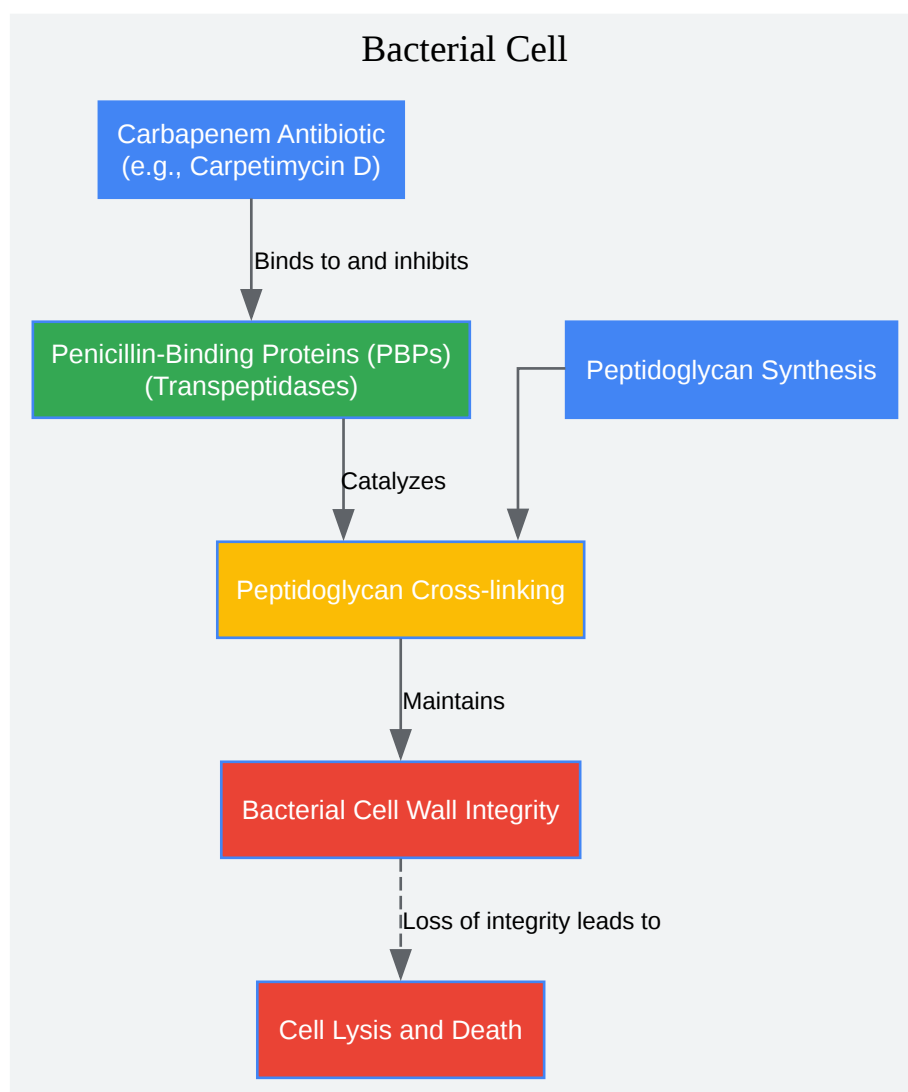 Bacterial Cell
Carbapenem Antibiotic
(e.g., Carpetimycin D)
Binds to and inhibits
Penicillin-Binding Proteins (PBPs)
(Transpeptidases)
Peptidoglycan Synthesis
Catalyzes
Peptidoglycan Cross-linking
Maintains
Bacterial Cell Wall Integrity
Loss of integrity leads to
Cell Lysis and Death